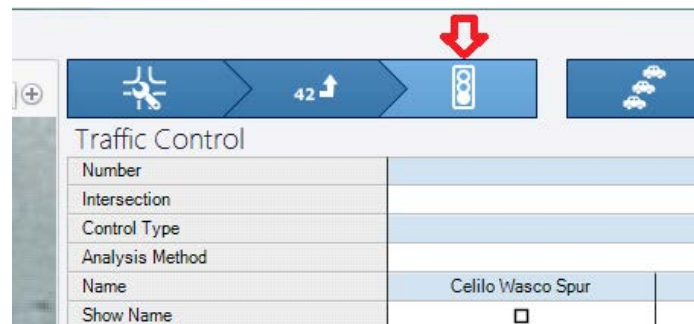 42
Traffic Control
Number
Intersection
Control Type
Analysis Method
Name Celilo Wasco Spur
Show Name